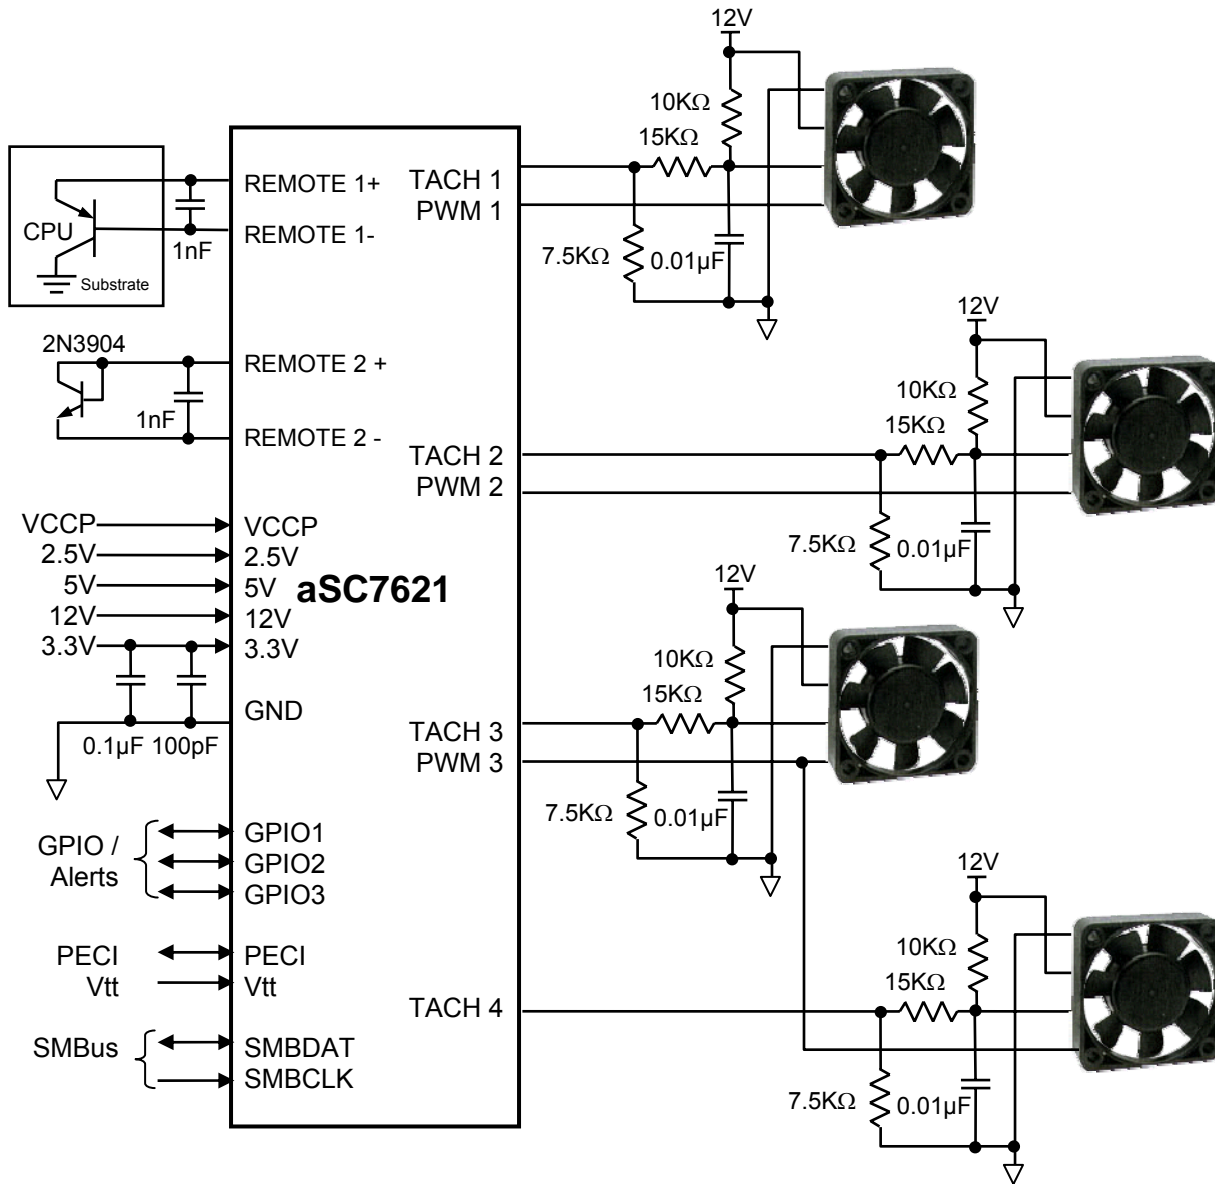 12V
10KΩ
15KΩ
REMOTE 1+
TACH 1
PWM 1
CPU
REMOTE 1-
1nF
7.5KΩ
0.01µF
Substrate
12V
2N3904
REMOTE 2 +
10KΩ
1nF
15KΩ
REMOTE 2 -
TACH 2
PWM 2
VCCP
VCCP
2.5V
2.5V
7.5KΩ
0.01µF
5V
5V
aSC7621
12V
12V
12V
3.3V
3.3V
10KΩ
15KΩ
GND
TACH 3
0.1µF
100pF
PWM 3
7.5KΩ
0.01µF
GPIO /
Alerts
GPIO1
GPIO2
GPIO3
12V
PECI
PECI
10KΩ
Vtt
Vtt
15KΩ
TACH 4
SMBus
SMBDAT
SMBCLK
7.5KΩ
0.01µF